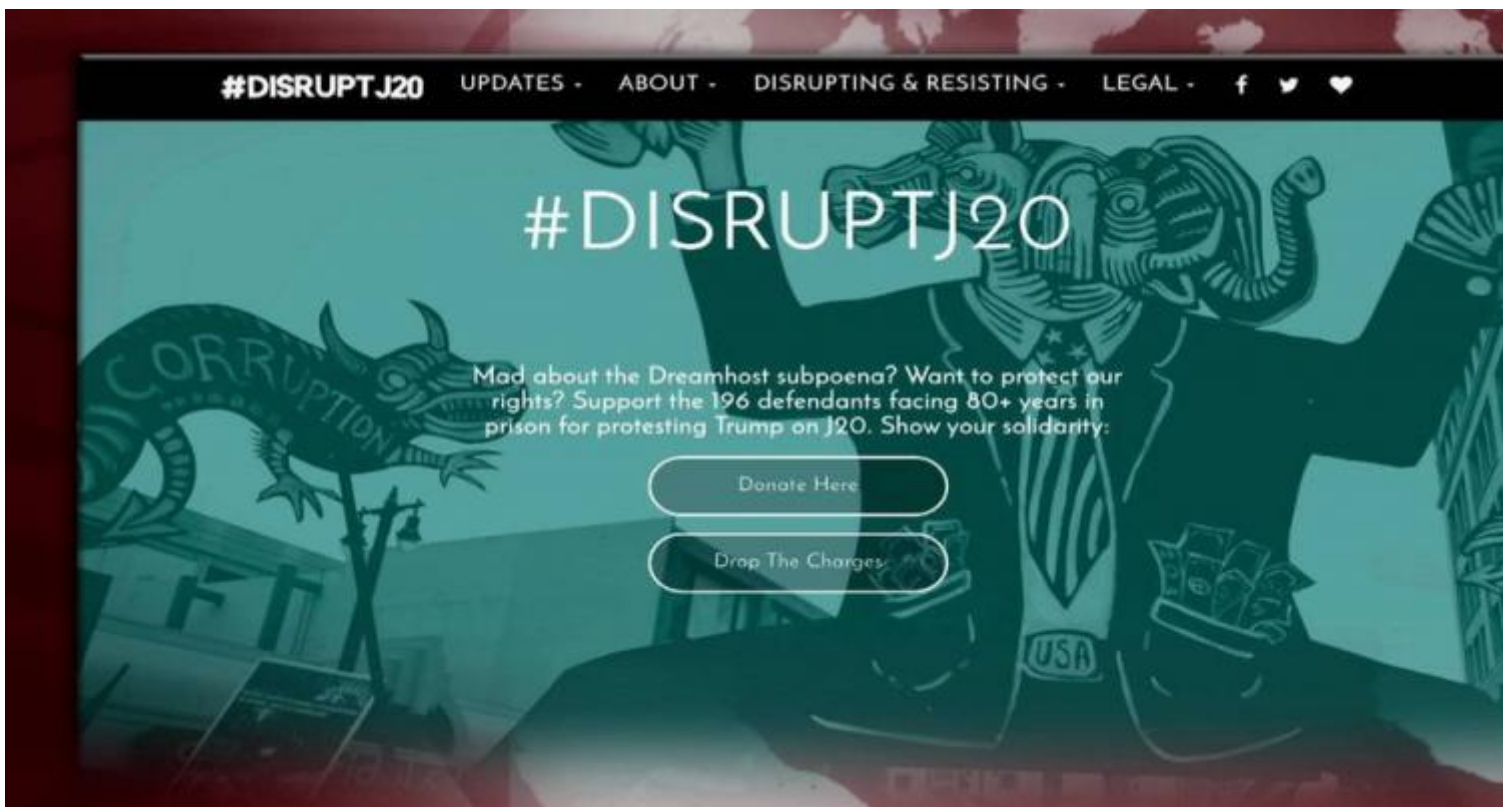 #DISRUPTJ20 UPDATES ABOUT DISRUPTING & RESISTING LEGAL
#DISRUPTJ20
CORRUPTION
Mad about the Dreamhost subpoena? Want to protect our
rights? Support the 196 defendants facing 80+ years in
prison for protesting Trump on J20. Show your solidarity:
Donate Here
Drop The Charges
USA